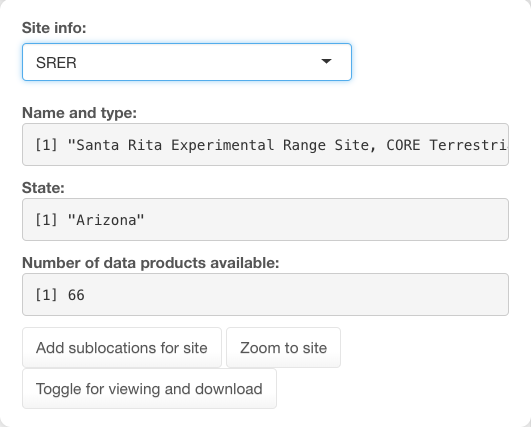 Site info:
SRER
Name and type:
[1] "Santa Rita Experimental Range Site, CORE Terrestri
State:
[1] "Arizona"
Number of data products available:
[1] 66
Add sublocations for site Zoom to site
Toggle for viewing and download